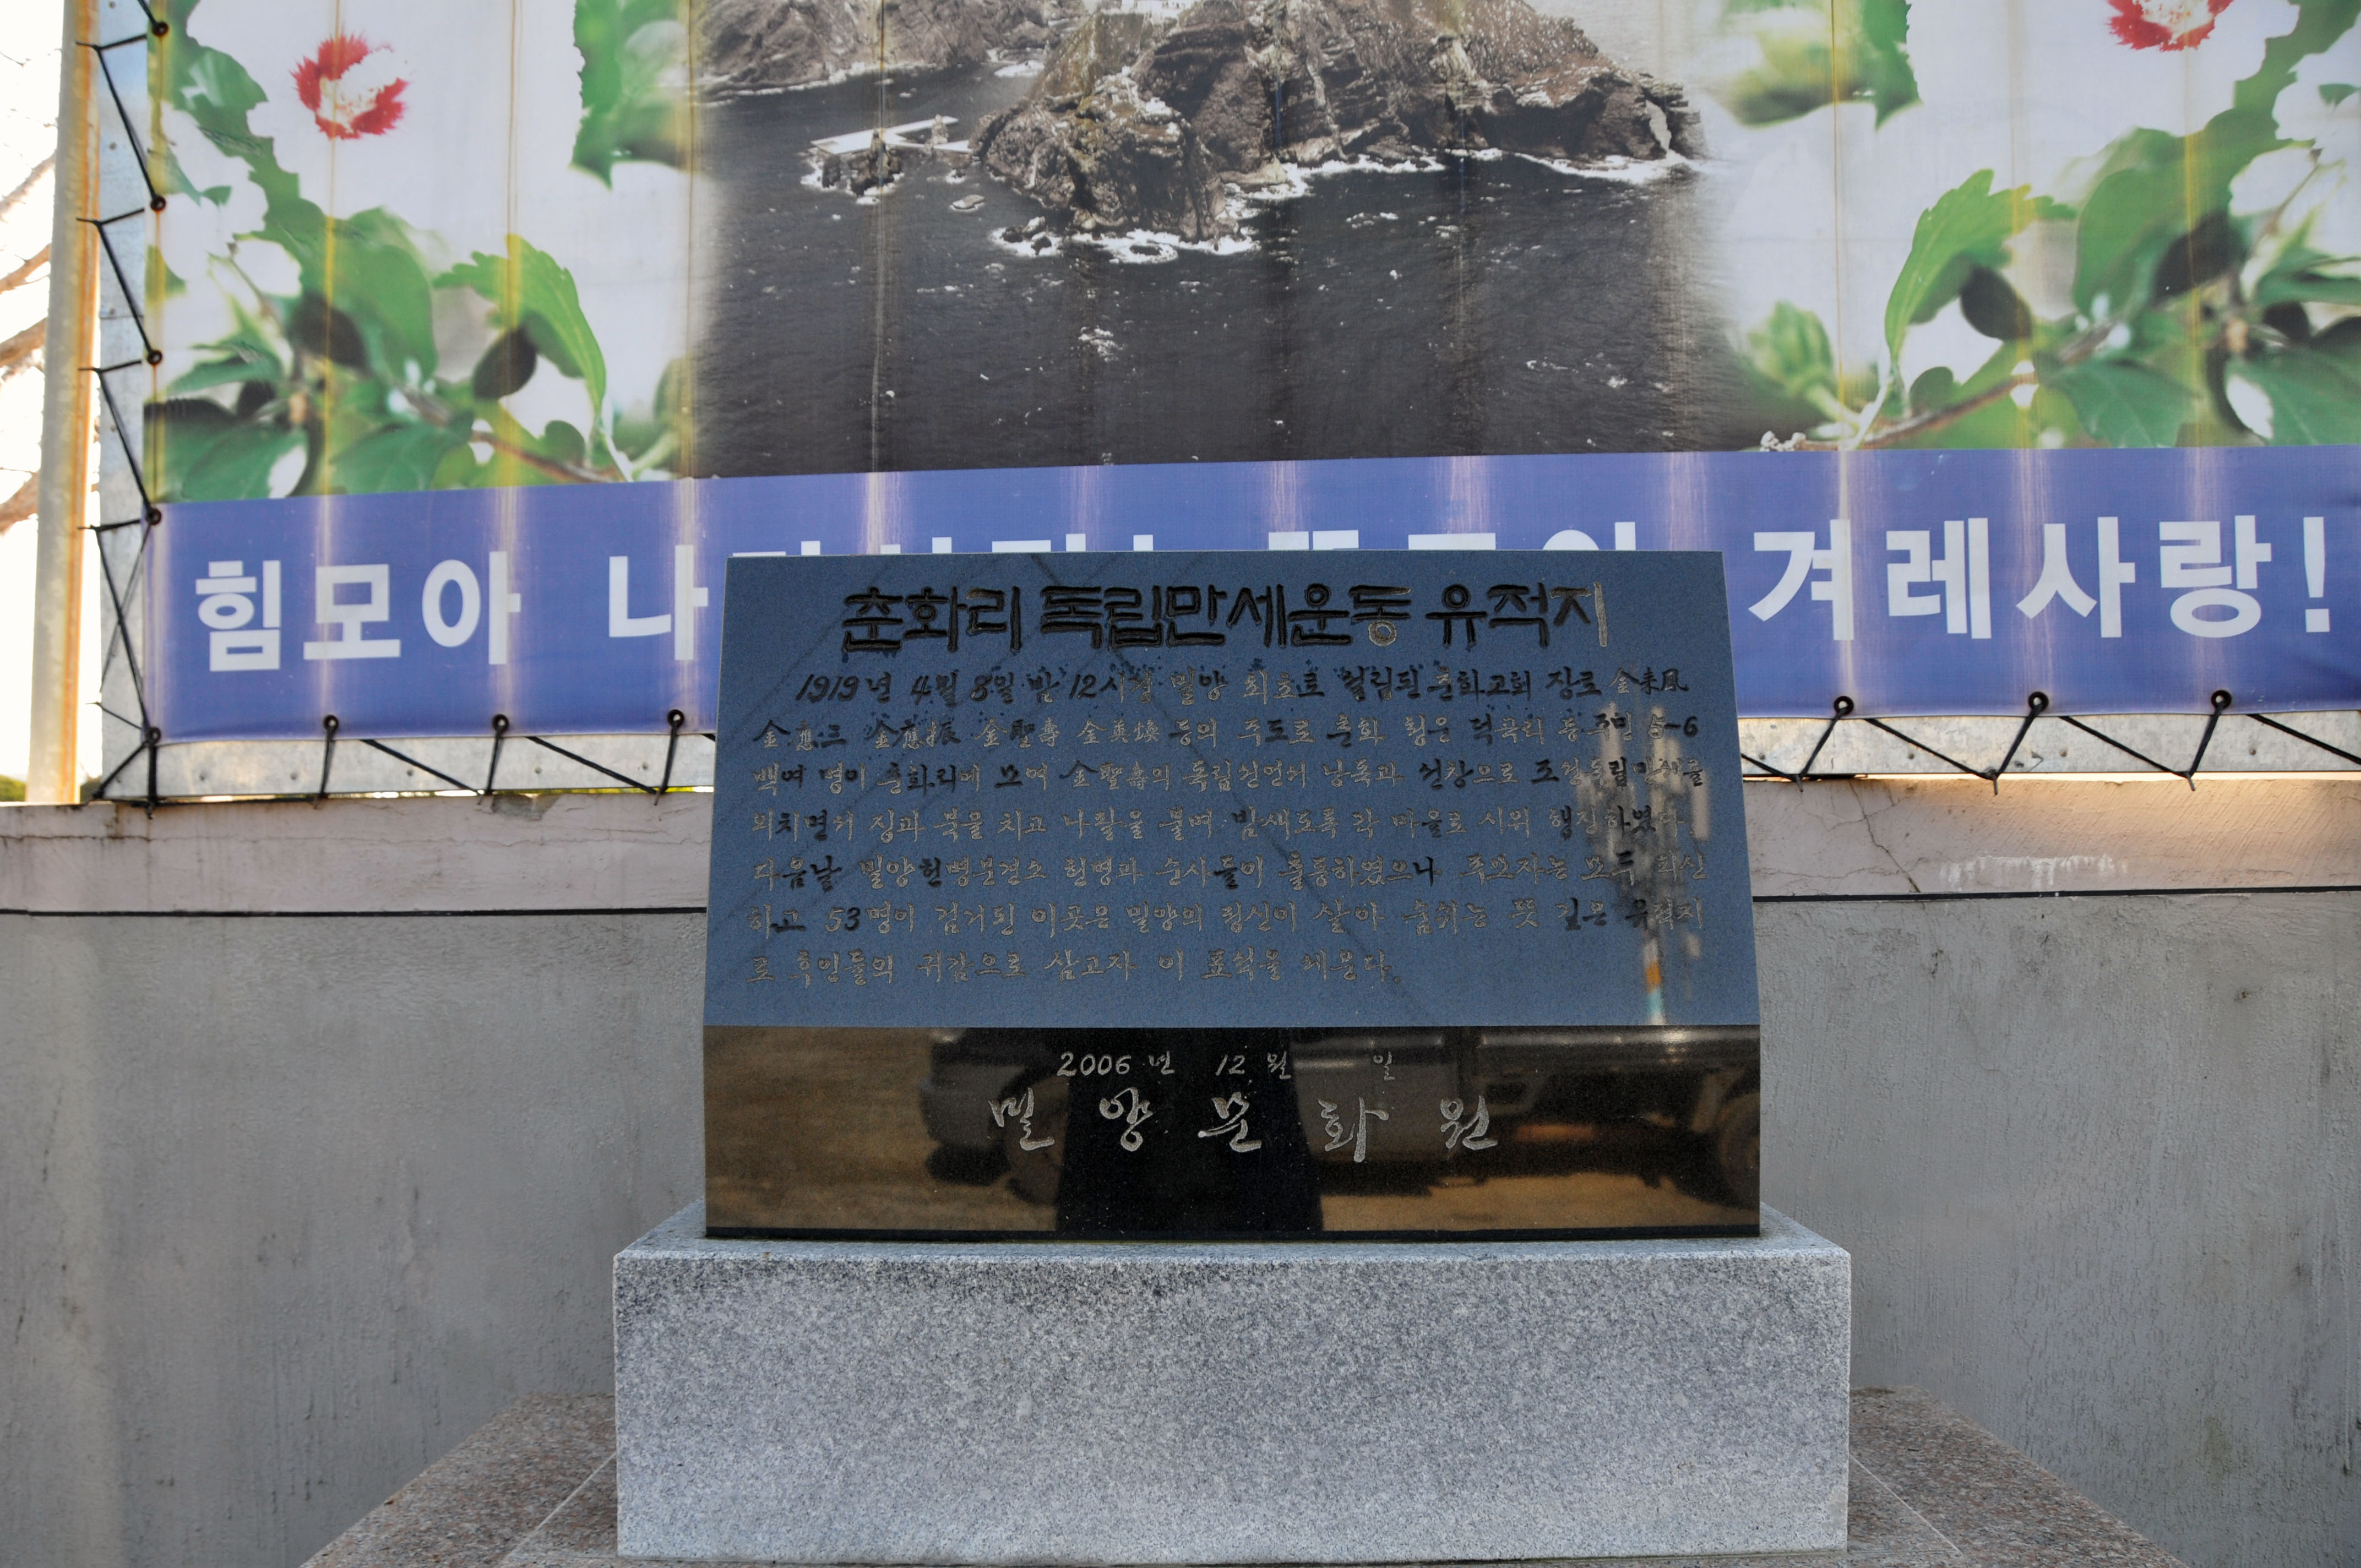 힘모아 나 겨레사랑!
춘화리 독립만세운동 유적지
1919년 4월 8일 밤 12시경 밀양 최초로 설립된 춘화교회 장로 金未風
金應三 金應振 金聖壽 金英煥 등의 주도로 춘화 청운 덕곡리 동주민 5-6
백여 명이 춘화리에 모여 金聖壽의 독립선언서 낭독과 선창으로 조선독립만세를
외치면서 징과 북을 치고 나팔을 불며 밤새도록 각 마을로 시위 행진하였다.
다음날 밀양헌병분견소 헌병과 순사들이 출동하였으나 주모자는 모두 피신
하고 53명이 검거된 이곳은 밀양의 정신이 살아 숨쉬는 뜻 깊은 유적지
로 후인들의 귀감으로 삼고자 이 표석을 세운다.
2006년 12월 일
밀양문화원